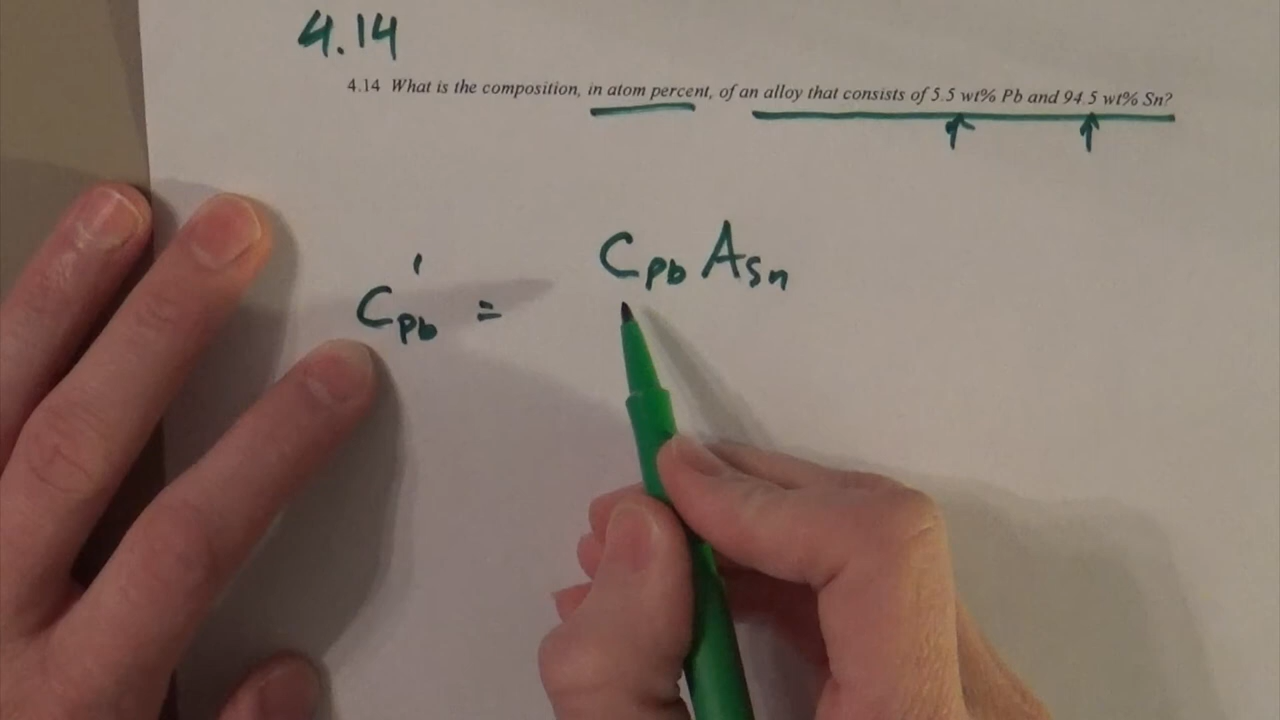 4.14
4.14 What is the composition, in atom percent, of an alloy that consists of 5.5 wt% Pb and 94.5 wt% Sn?
C'Pb = CPb ASn